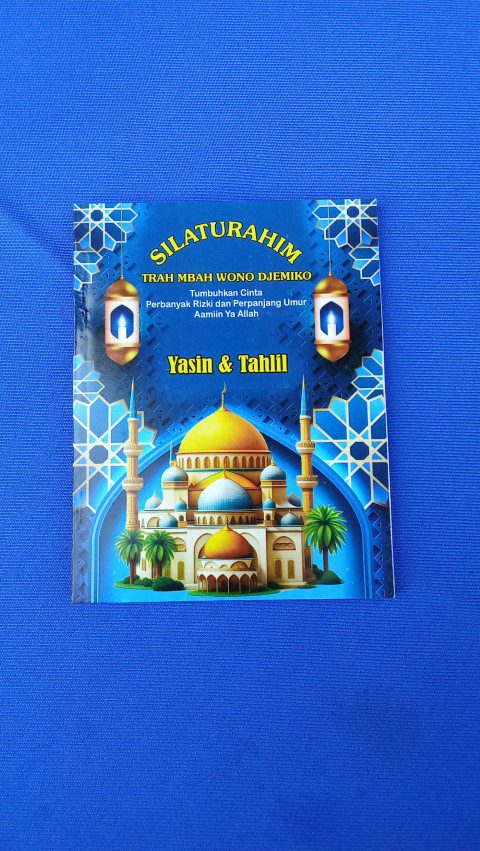 SILATURAHIM
TRAH MBAH WONO DJEMIKO
Tumbuhkan Cinta
Perbanyak Rizki dan Perpanjang Umur
Aamiin Ya Allah
Yasin & Tahlil